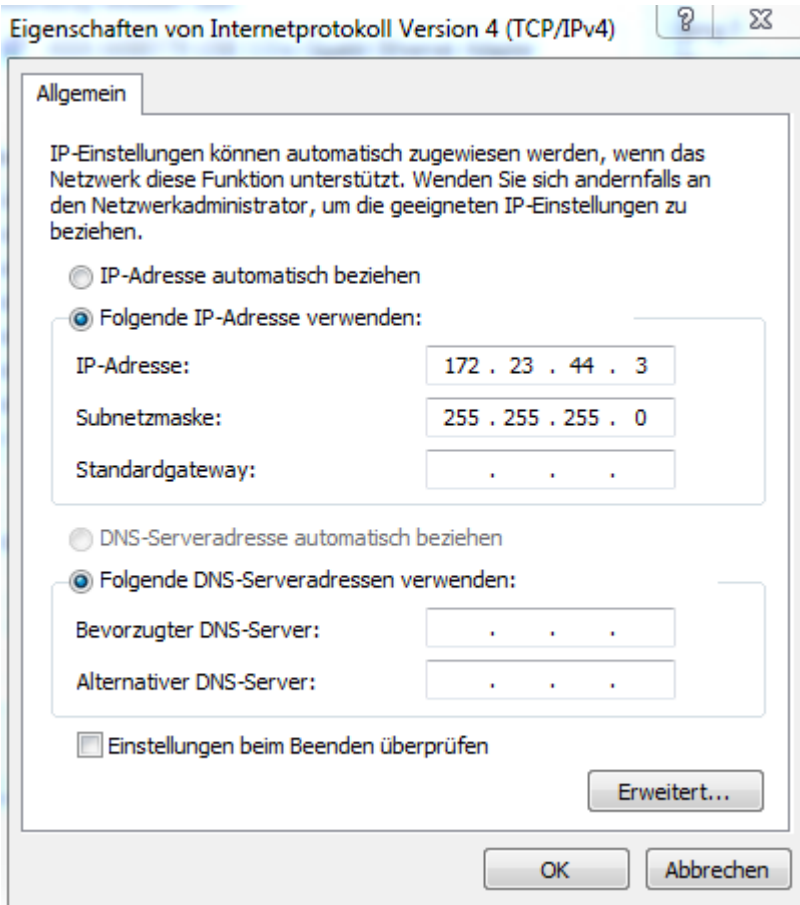 Eigenschaften von Internetprotokoll Version 4 (TCP/IPv4)
Allgemein
IP-Einstellungen können automatisch zugewiesen werden, wenn das
Netzwerk diese Funktion unterstützt. Wenden Sie sich andernfalls an
den Netzwerkadministrator, um die geeigneten IP-Einstellungen zu
beziehen.
IP-Adresse automatisch beziehen
Folgende IP-Adresse verwenden:
IP-Adresse: 172 . 23 . 44 . 3
Subnetzmaske: 255 . 255 . 255 . 0
Standardgateway: . . .
DNS-Serveradresse automatisch beziehen
Folgende DNS-Serveradressen verwenden:
Bevorzugter DNS-Server: . . .
Alternativer DNS-Server: . . .
Einstellungen beim Beenden überprüfen
Erweitert...
OK Abbrechen